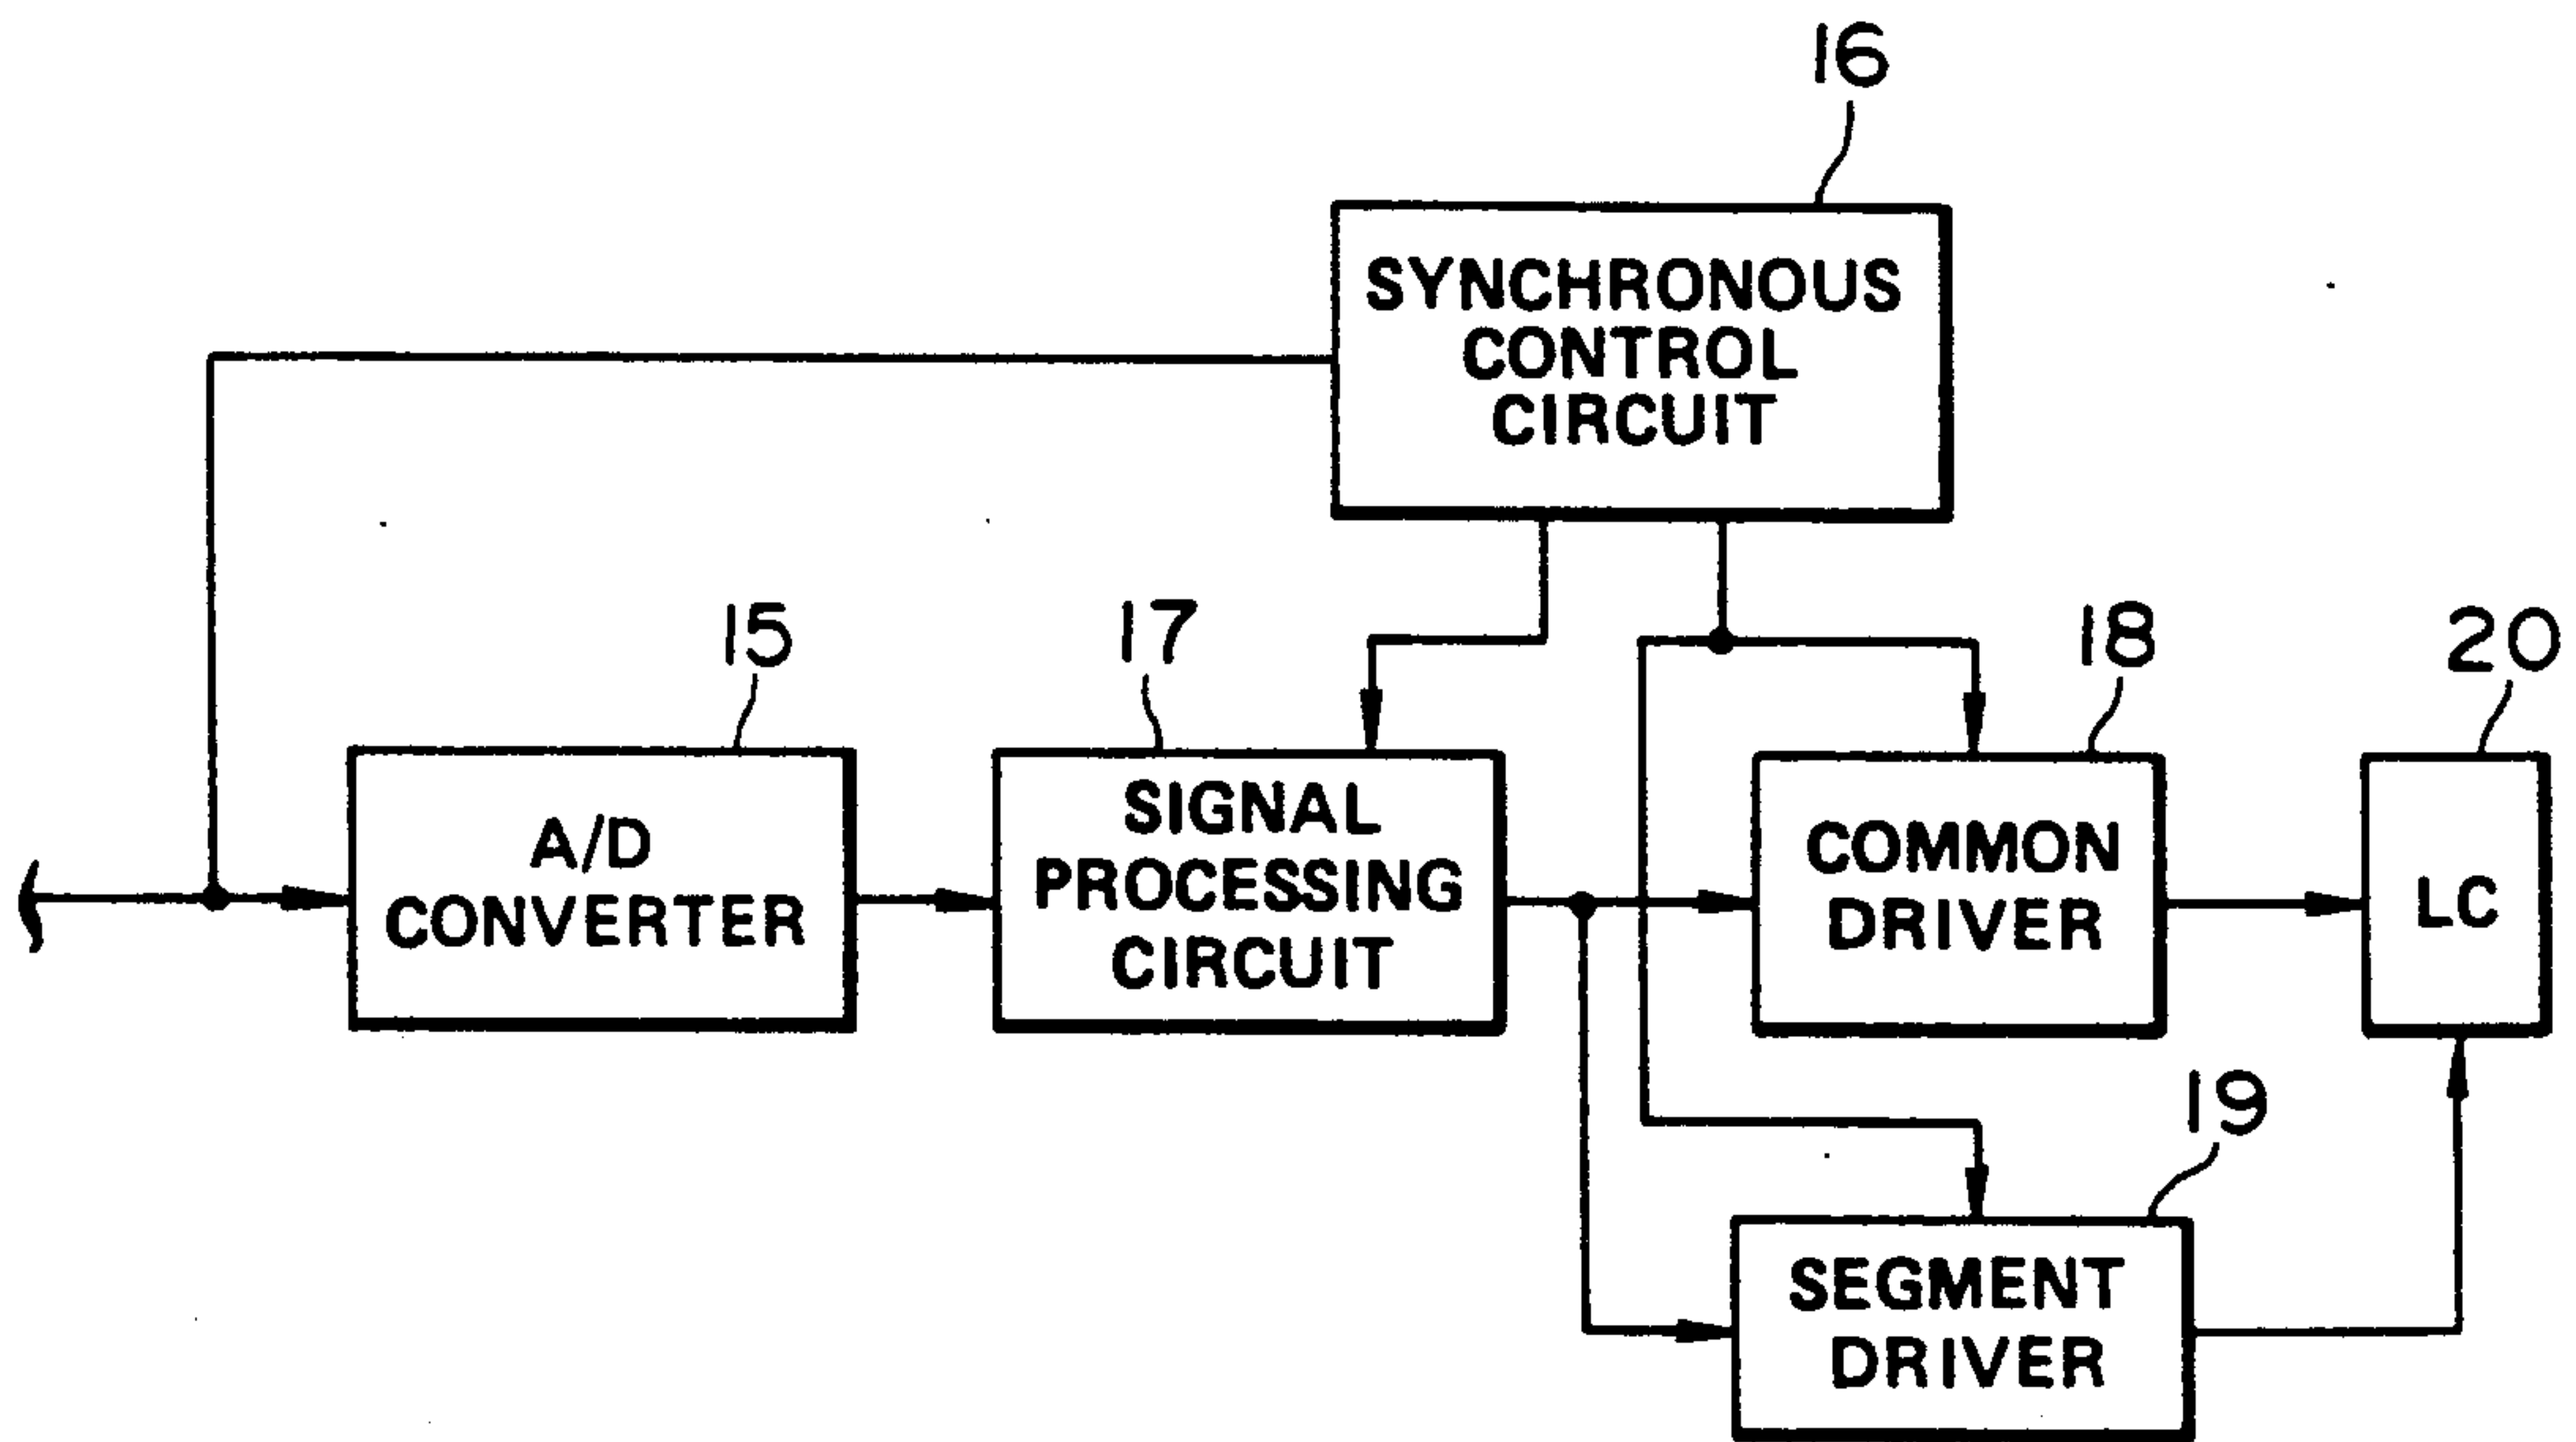 16
SYNCHRONOUS
CONTROL
CIRCUIT
15
17
18
20
A/D
CONVERTER
SIGNAL
PROCESSING
CIRCUIT
COMMON
DRIVER
LC
19
SEGMENT
DRIVER